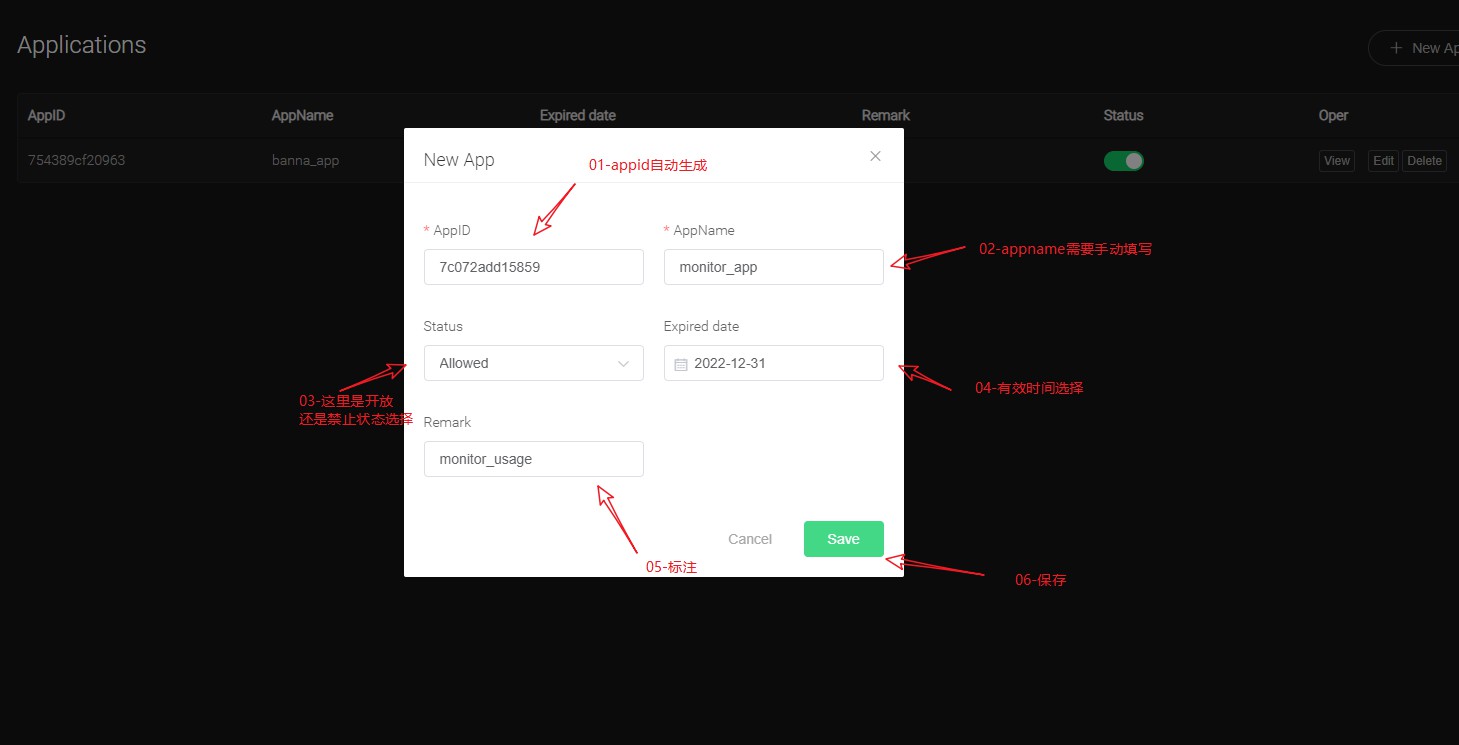 Applications
+ New Ap
AppID AppName Expired date Remark Status Oper
754389cf20963 banna_app View Edit Delete
New App
01-appid自动生成
* AppID * AppName
7c072add15859 monitor_app
02-appname需要手动填写
Status Expired date
Allowed 2022-12-31
03-这里是开放
还是禁止状态选择
04-有效时间选择
Remark
monitor_usage
Cancel Save
05-标注
06-保存